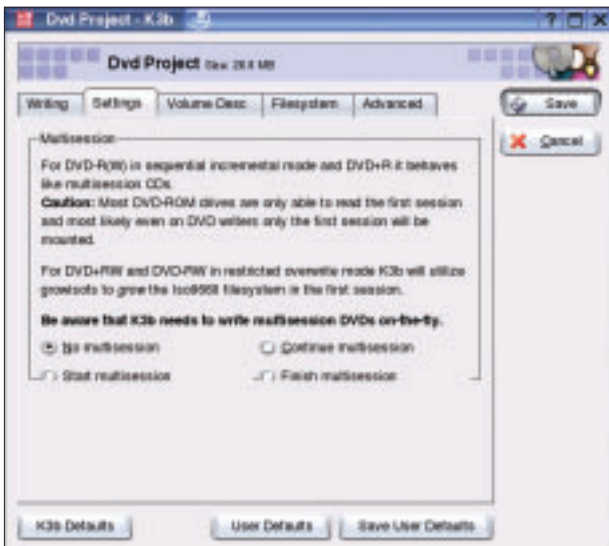 Dvd Project - K3b
Dvd Project Size: 28.8 MB
Writing Settings Volume Desc Filesystem Advanced
Save
Cancel
Multisession
For DVD-R(W) in sequential incremental mode and DVD+R it behaves
like multisession CDs.
Caution: Most DVD-ROM drives are only able to read the first session
and most likely even on DVD writers only the first session will be
mounted.
For DVD+RW and DVD-RW in restricted overwrite mode K3b will utilize
growisofs to grow the Iso9660 filesystem in the first session.
Be aware that K3b needs to write multisession DVDs on-the-fly.
No multisession Continue multisession
Start multisession Finish multisession
K3b Defaults User Defaults Save User Defaults